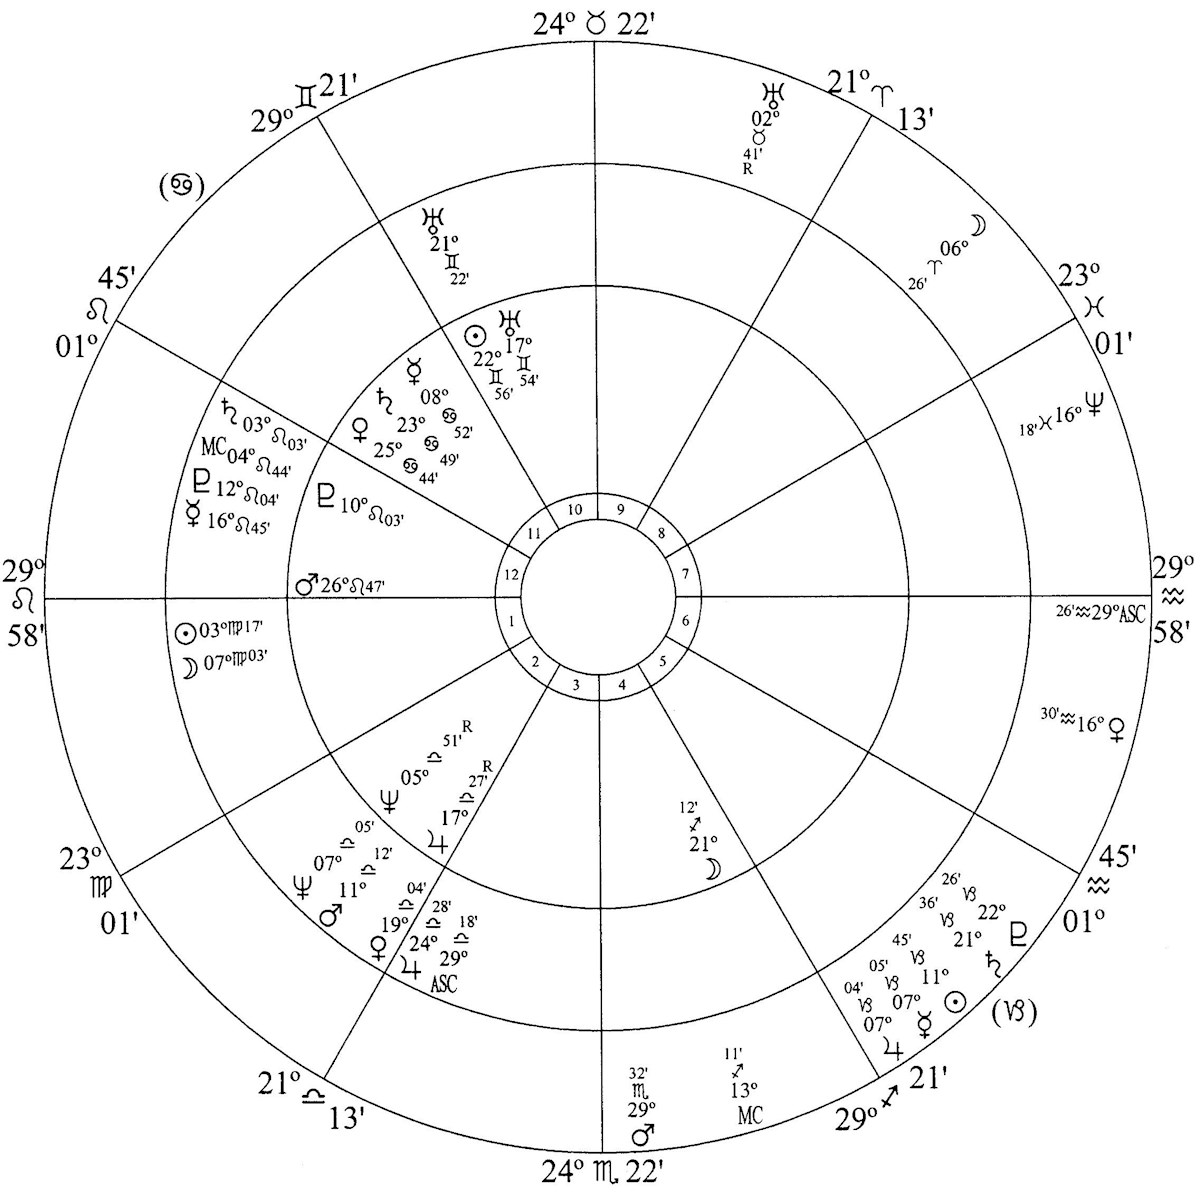 24° ♉ 22'
29° ♊ 21'
21° ♈ 13'
(♋)
23° ♓ 01'
45' ♌ 01°
29° ♌ 58'
29° ♒ 58'
23° ♍ 01'
45' ♒ 01°
(♑)
21° ♎ 13'
29° ♐ 21'
24° ♏ 22'
♅ 02° ♉ 41' R
☽ 06° ♈ 26'
♆ 16° ♓ 18'
26' ♒ 29° ASC
30' ♒ 16° ♀
26' ♑ 22° ♇
36' ♑ 21° ♄
45' ♑ 11° ☉
05' ♑ 07° ☿
04' ♑ 07° ♃
11' ♐ 13° MC
32' ♏ 29° ♂
♅ 21° ♊ 22'
♄ 03° ♌ 03'
MC 04° ♌ 44'
♇ 12° ♌ 04'
☿ 16° ♌ 45'
☉ 03° ♍ 17'
☽ 07° ♍ 03'
♆ 07° ♎ 05'
♂ 11° ♎ 12'
♀ 19° ♎ 04'
♃ 24° ♎ 28'
ASC 29° ♎ 18'
☉ 22° ♊ 56'
♅ 17° ♊ 54'
☿ 08° ♋ 52'
♄ 23° ♋ 49'
♀ 25° ♋ 44'
♇ 10° ♌ 03'
♂ 26° ♌ 47'
♆ 05° ♎ 51' R
♃ 17° ♎ 27' R
12' ♐ 21° ☽
10
9
11
8
12
7
1
6
2
5
3
4